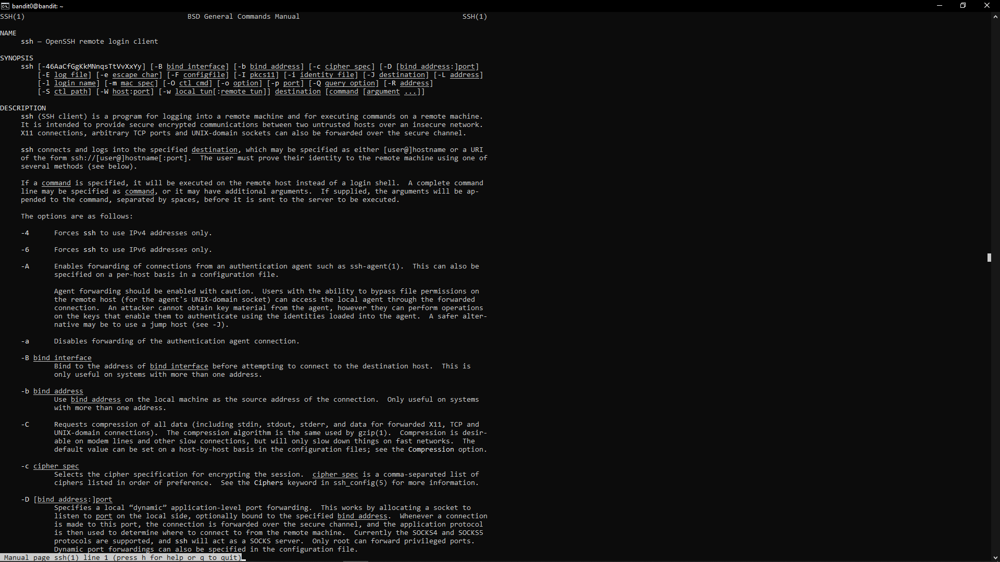 bandit0@bandit: ~
SSH(1)                                       BSD General Commands Manual                                       SSH(1)
NAME
     ssh — OpenSSH remote login client
SYNOPSIS
     ssh [-46AaCfGgKkMNnqsTtVvXxYy] [-B bind_interface] [-b bind_address] [-c cipher_spec] [-D [bind_address:]port]
         [-E log_file] [-e escape_char] [-F configfile] [-I pkcs11] [-i identity_file] [-J destination] [-L address]
         [-l login_name] [-m mac_spec] [-O ctl_cmd] [-o option] [-p port] [-Q query_option] [-R address]
         [-S ctl_path] [-W host:port] [-w local_tun[:remote_tun]] destination [command [argument ...]]
DESCRIPTION
     ssh (SSH client) is a program for logging into a remote machine and for executing commands on a remote machine.
     It is intended to provide secure encrypted communications between two untrusted hosts over an insecure network.
     X11 connections, arbitrary TCP ports and UNIX-domain sockets can also be forwarded over the secure channel.
     ssh connects and logs into the specified destination, which may be specified as either [user@]hostname or a URI
     of the form ssh://[user@]hostname[:port].  The user must prove their identity to the remote machine using one of
     several methods (see below).
     If a command is specified, it will be executed on the remote host instead of a login shell.  A complete command
     line may be specified as command, or it may have additional arguments.  If supplied, the arguments will be ap-
     pended to the command, separated by spaces, before it is sent to the server to be executed.
     The options are as follows:
     -4      Forces ssh to use IPv4 addresses only.
     -6      Forces ssh to use IPv6 addresses only.
     -A      Enables forwarding of connections from an authentication agent such as ssh-agent(1).  This can also be
             specified on a per-host basis in a configuration file.
             Agent forwarding should be enabled with caution.  Users with the ability to bypass file permissions on
             the remote host (for the agent's UNIX-domain socket) can access the local agent through the forwarded
             connection.  An attacker cannot obtain key material from the agent, however they can perform operations
             on the keys that enable them to authenticate using the identities loaded into the agent.  A safer alter-
             native may be to use a jump host (see -J).
     -a      Disables forwarding of the authentication agent connection.
     -B bind_interface
             Bind to the address of bind_interface before attempting to connect to the destination host.  This is
             only useful on systems with more than one address.
     -b bind_address
             Use bind_address on the local machine as the source address of the connection.  Only useful on systems
             with more than one address.
     -C      Requests compression of all data (including stdin, stdout, stderr, and data for forwarded X11, TCP and
             UNIX-domain connections).  The compression algorithm is the same used by gzip(1).  Compression is desir-
             able on modem lines and other slow connections, but will only slow down things on fast networks.  The
             default value can be set on a host-by-host basis in the configuration files; see the Compression option.
     -c cipher_spec
             Selects the cipher specification for encrypting the session.  cipher_spec is a comma-separated list of
             ciphers listed in order of preference.  See the Ciphers keyword in ssh_config(5) for more information.
     -D [bind_address:]port
             Specifies a local “dynamic” application-level port forwarding.  This works by allocating a socket to
             listen to port on the local side, optionally bound to the specified bind_address.  Whenever a connection
             is made to this port, the connection is forwarded over the secure channel, and the application protocol
             is then used to determine where to connect to from the remote machine.  Currently the SOCKS4 and SOCKS5
             protocols are supported, and ssh will act as a SOCKS server.  Only root can forward privileged ports.
             Dynamic port forwardings can also be specified in the configuration file.
 Manual page ssh(1) line 1 (press h for help or q to quit)